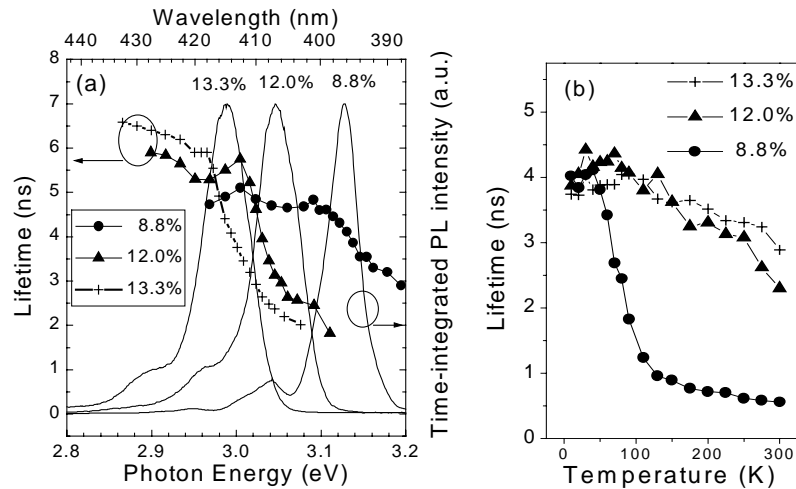 Wavelength (nm)
440 430 420 410 400 390
8
7
6
5
4
3
2
1
0
(a)
13.3% 12.0% 8.8%
8.8%
12.0%
13.3%
Lifetime (ns)
Time-integrated PL intensity (a.u.)
2.8 2.9 3.0 3.1 3.2
Photon Energy (eV)
(b)
13.3%
12.0%
8.8%
5
4
3
2
1
0
Lifetime (ns)
0 50 100 150 200 250 300
Temperature (K)